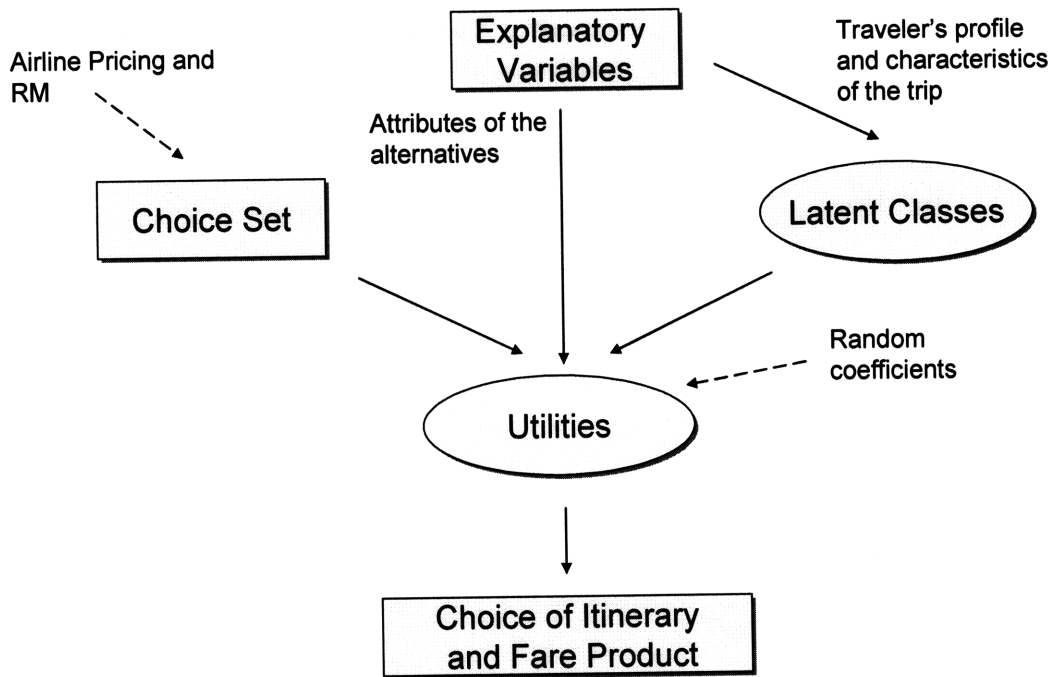 Explanatory
Variables
Traveler's profile
and characteristics
of the trip
Airline Pricing and
RM
Attributes of the
alternatives
Choice Set
Latent Classes
Random
coefficients
Utilities
Choice of Itinerary
and Fare Product